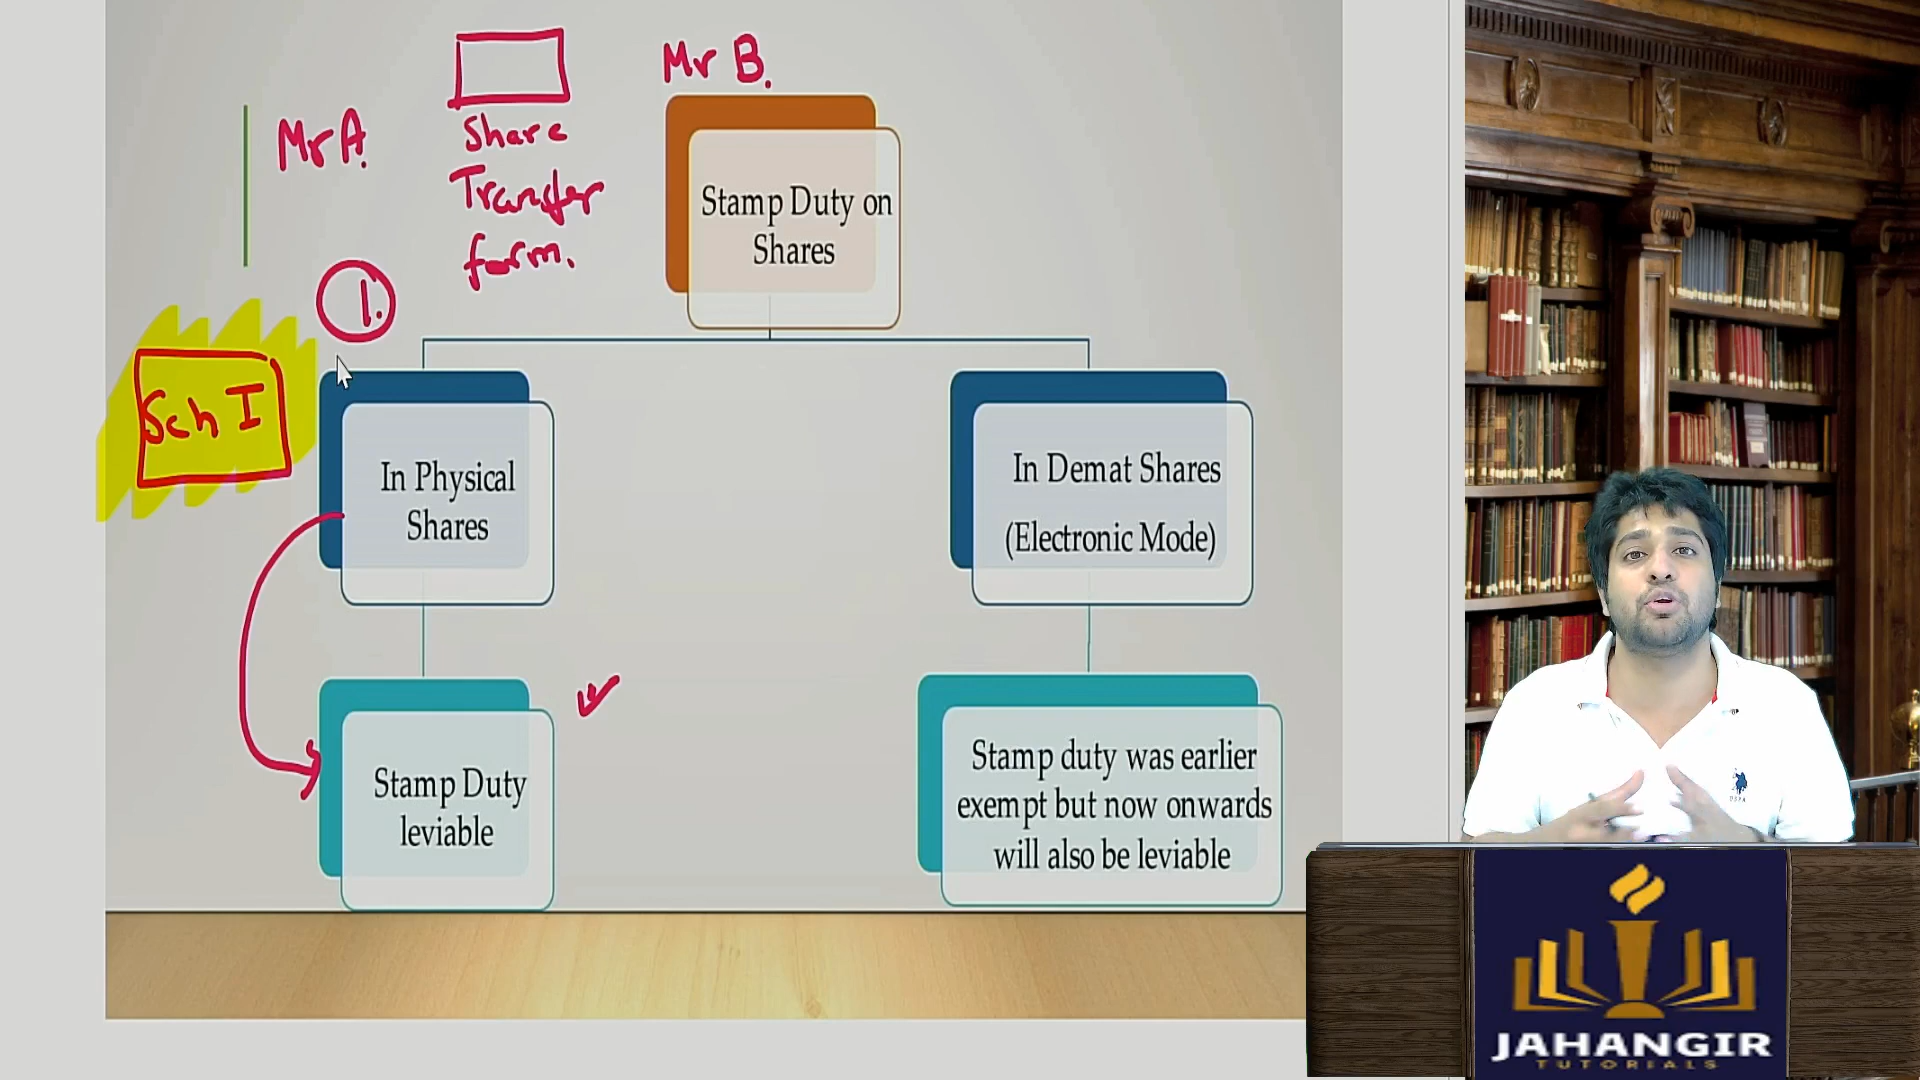 Mr B.
Mr A.
Share
Transfer
form.
Stamp Duty on
Shares
1.
Sch I
In Physical
Shares
In Demat Shares
(Electronic Mode)
Stamp Duty
leviable
Stamp duty was earlier
exempt but now onwards
will also be leviable
USPA
JAHANGIR
TUTORIALS